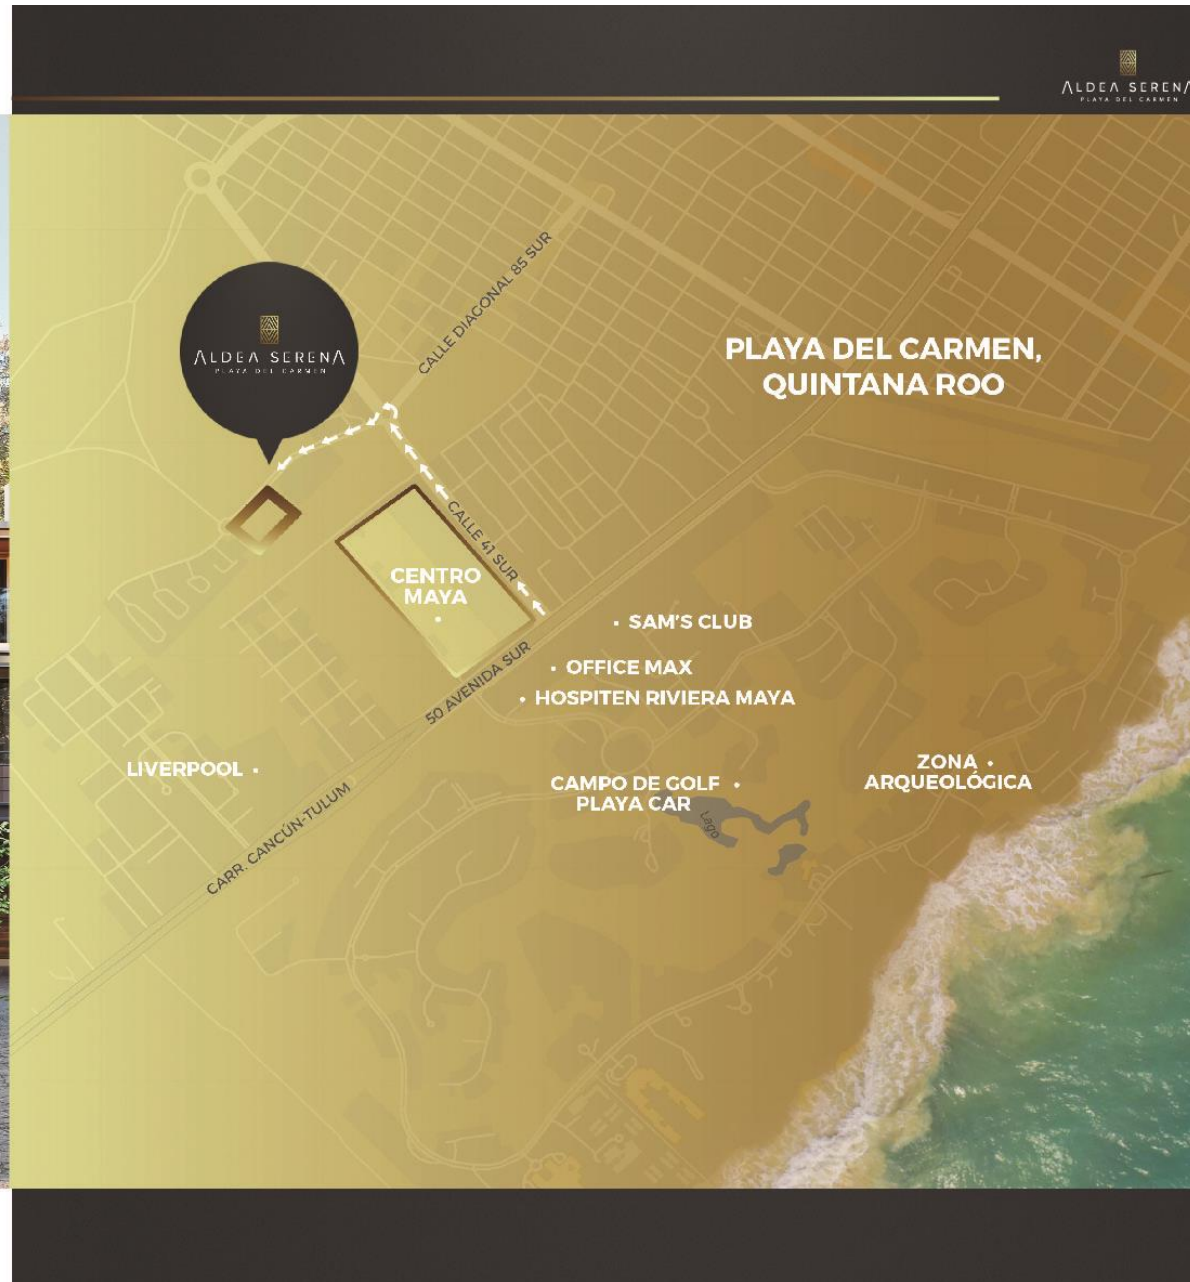 ALDEA SERENA
PLAYA DEL CARMEN
CALLE DIAGONAL 85 SUR
ALDEA SERENA
PLAYA DEL CARMEN
PLAYA DEL CARMEN,
QUINTANA ROO
CALLE 41 SUR
CENTRO
MAYA
• SAM'S CLUB
• OFFICE MAX
50 AVENIDA SUR
• HOSPITEN RIVIERA MAYA
LIVERPOOL •
CAMPO DE GOLF •
PLAYA CAR
ZONA •
ARQUEOLÓGICA
Lago
CARR. CANCÚN-TULUM